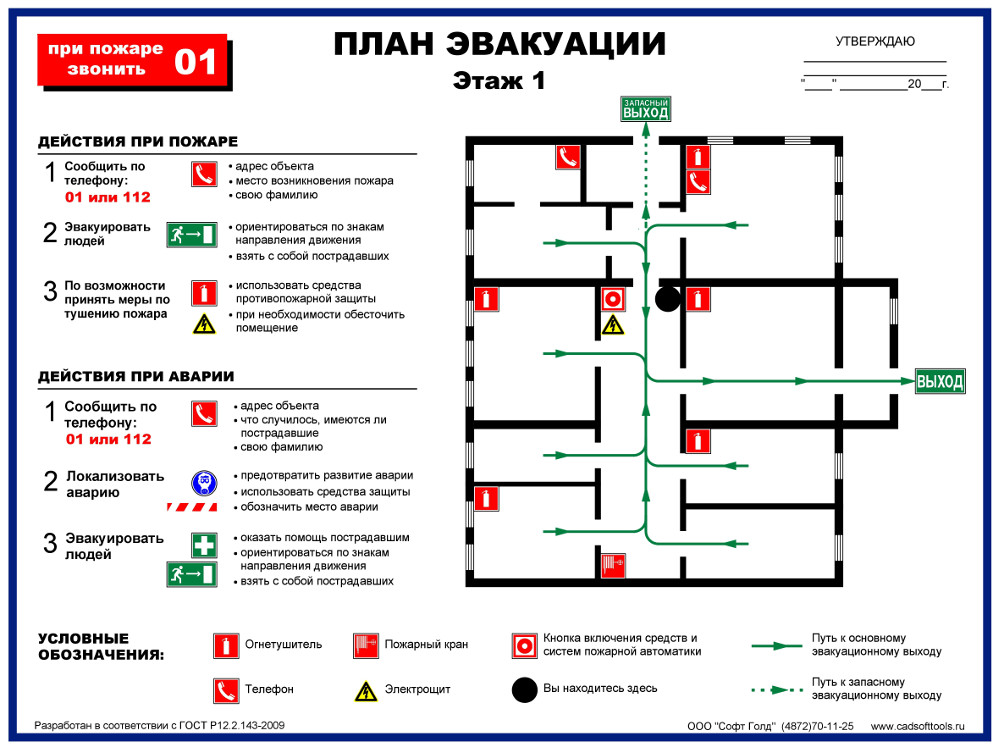 при пожаре
звонить 01
ПЛАН ЭВАКУАЦИИ
Этаж 1
УТВЕРЖДАЮ
"____" ______________20___г.
ЗАПАСНЫЙ
ВЫХОД
ДЕЙСТВИЯ ПРИ ПОЖАРЕ
1 Сообщить по
телефону:
01 или 112
• адрес объекта
• место возникновения пожара
• свою фамилию
2 Эвакуировать
людей
• ориентироваться по знакам
направления движения
• взять с собой пострадавших
3 По возможности
принять меры по
тушению пожара
• использовать средства
противопожарной защиты
• при необходимости обесточить
помещение
ВЫХОД
ДЕЙСТВИЯ ПРИ АВАРИИ
1 Сообщить по
телефону:
01 или 112
• адрес объекта
• что случилось, имеются ли
пострадавшие
• свою фамилию
2 Локализовать
аварию
• предотвратить развитие аварии
• использовать средства защиты
• обозначить место аварии
3 Эвакуировать
людей
• оказать помощь пострадавшим
• ориентироваться по знакам
направления движения
• взять с собой пострадавших
УСЛОВНЫЕ
ОБОЗНАЧЕНИЯ:
Огнетушитель
Пожарный кран
Кнопка включения средств и
систем пожарной автоматики
Путь к основному
эвакуационному выходу
Телефон
Электрощит
Вы находитесь здесь
Путь к запасному
эвакуационному выходу
Разработан в соответствии с ГОСТ Р12.2.143-2009
ООО "Софт Голд" (4872)70-11-25 www.cadsofttools.ru